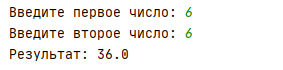 Введите первое число: 6
Введите второе число: 6
Результат: 36.0